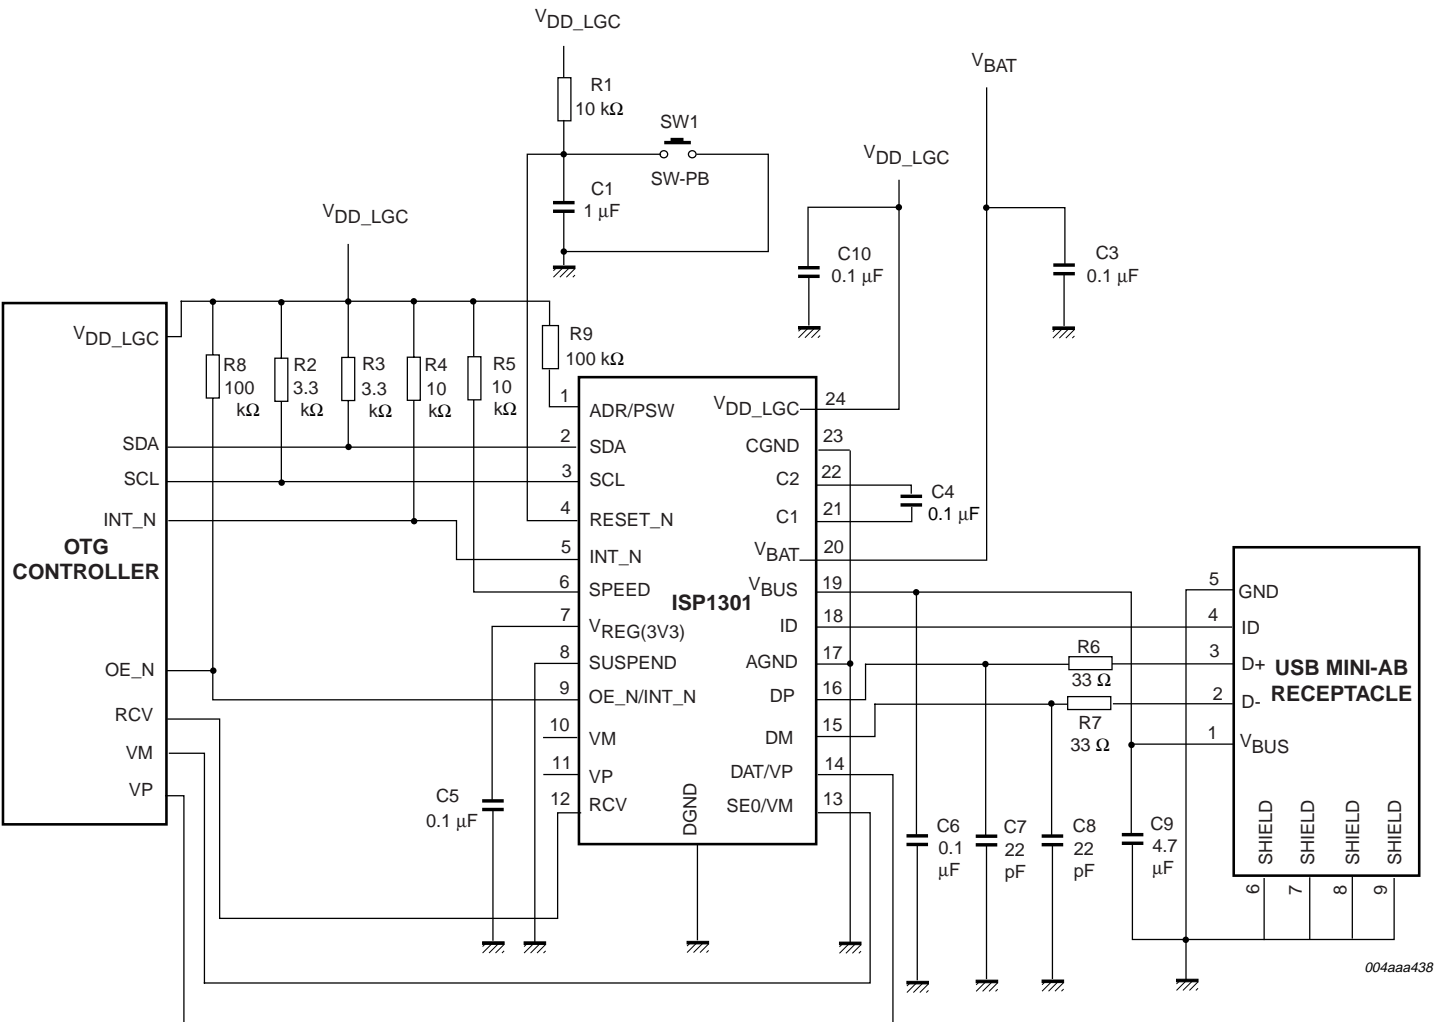 VDD_LGC
R1
10 kΩ
SW1
SW-PB
C1
1 µF
VBAT
VDD_LGC
C10
0.1 µF
C3
0.1 µF
VDD_LGC
R8
100
kΩ
R2
3.3
kΩ
R3
3.3
kΩ
R4
10
kΩ
R5
10
kΩ
R9
100 kΩ
OTG
CONTROLLER
VDD_LGC
SDA
SCL
INT_N
OE_N
RCV
VM
VP
ISP1301
1 ADR/PSW
2 SDA
3 SCL
4 RESET_N
5 INT_N
6 SPEED
7 VREG(3V3)
8 SUSPEND
9 OE_N/INT_N
10 VM
11 VP
12 RCV
DGND
VDD_LGC 24
CGND 23
C2 22
C1 21
VBAT 20
VBUS 19
ID 18
AGND 17
DP 16
DM 15
DAT/VP 14
SE0/VM 13
C4
0.1 µF
C5
0.1 µF
R6
33 Ω
R7
33 Ω
C6
0.1
µF
C7
22
pF
C8
22
pF
C9
4.7
µF
USB MINI-AB
RECEPTACLE
5 GND
4 ID
3 D+
2 D-
1 VBUS
SHIELD 6
SHIELD 7
SHIELD 8
SHIELD 9
004aaa438